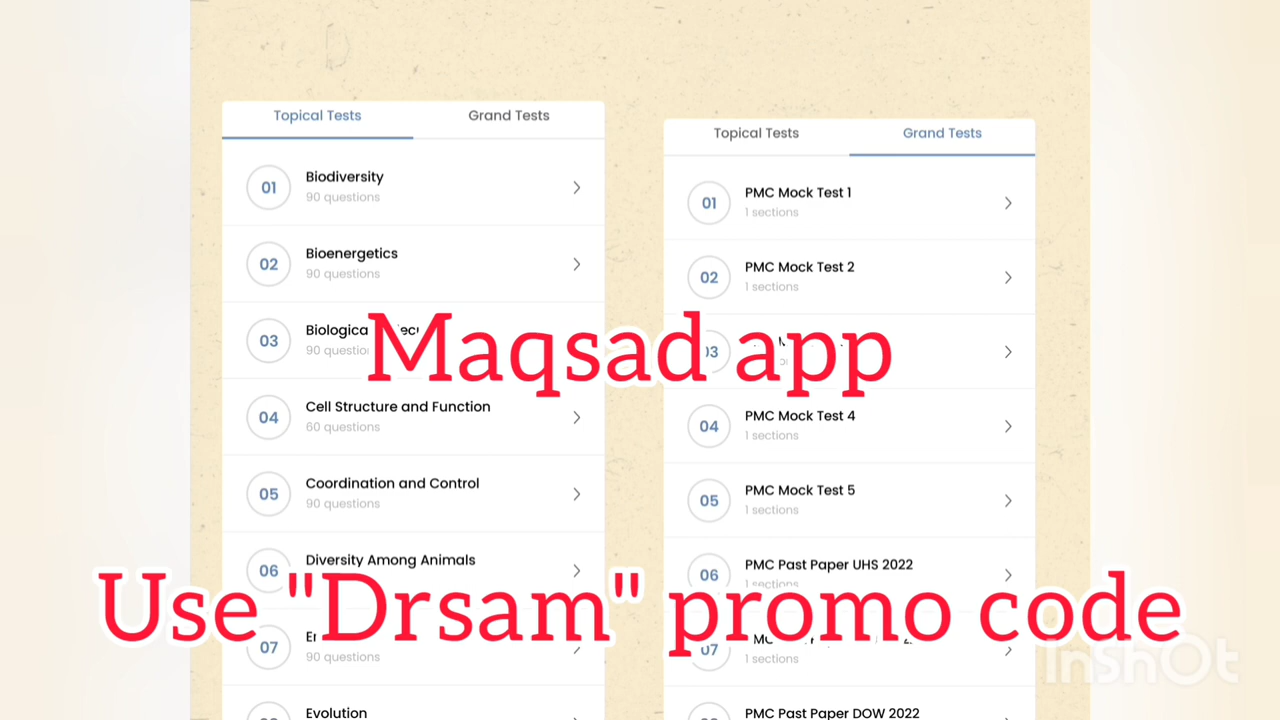 Topical Tests
Grand Tests
01
Biodiversity
90 questions
02
Bioenergetics
90 questions
03
90
04
Cell Structure and Function
60 questions
05
Coordination and Control
90 questions
06
Diversity Among Animals
07
90 questions
Evolution
Topical Tests
Grand Tests
01
PMC Mock Test 1
1 sections
02
PMC Mock Test 2
1 sections
03
04
PMC Mock Test 4
1 sections
05
PMC Mock Test 5
1 sections
06
PMC Past Paper UHS 2022
1 sections
07
1 sections
PMC Past Paper DOW 2022
Maqsad app
Use "Drsam" promo code
InShOt